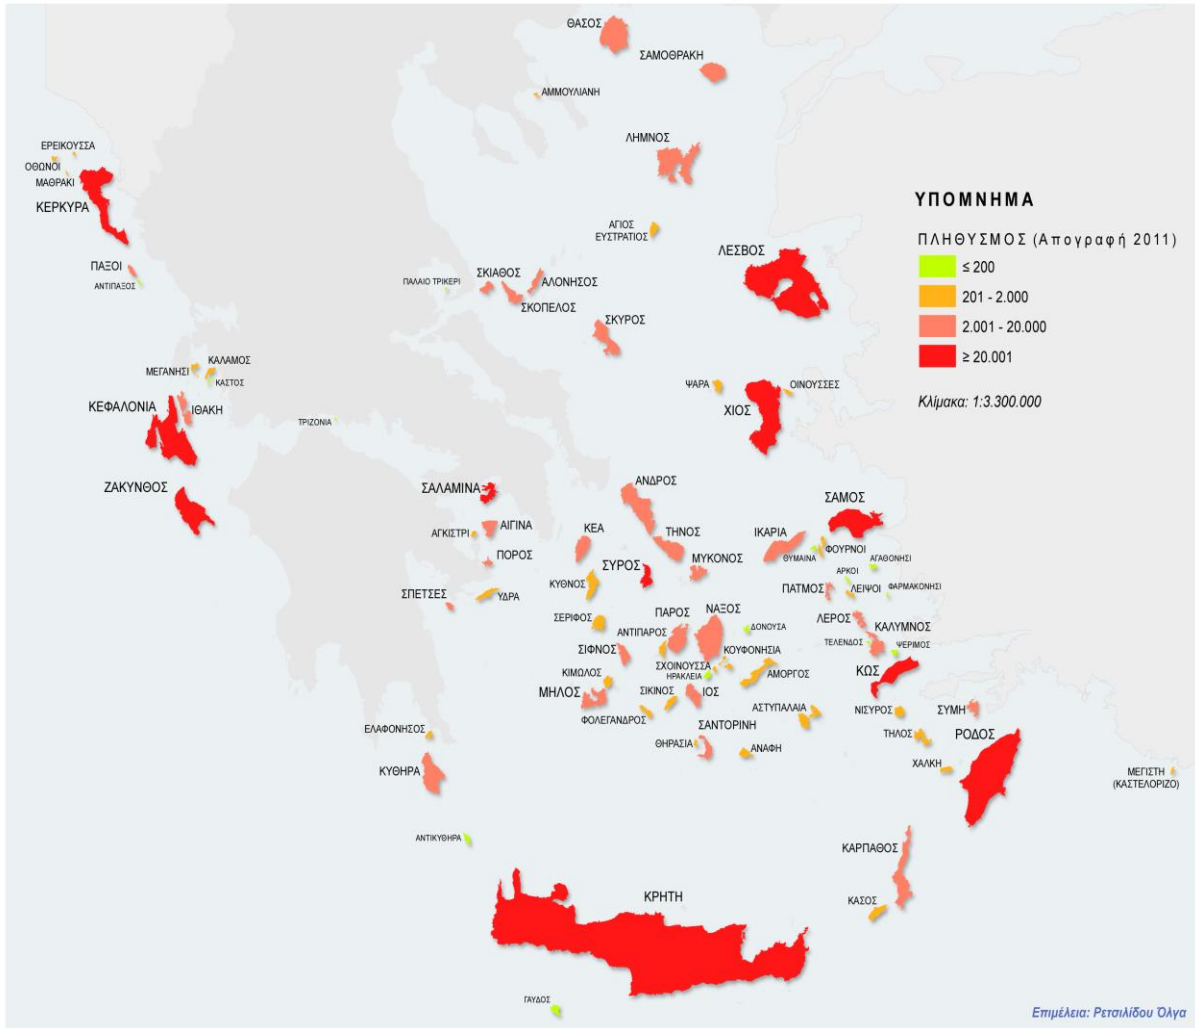 ΘΑΣΟΣ
ΣΑΜΟΘΡΑΚΗ
ΑΜΜΟΥΛΙΑΝΗ
ΛΗΜΝΟΣ
ΕΡΕΙΚΟΥΣΣΑ
ΟΘΩΝΟΙ
ΜΑΘΡΑΚΙ
ΚΕΡΚΥΡΑ
ΥΠΟΜΝΗΜΑ
ΠΛΗΘΥΣΜΟΣ (Απογραφή 2011)
≤ 200
201 - 2.000
2.001 - 20.000
≥ 20.001
Κλίμακα: 1:3.300.000
ΑΓΙΟΣ
ΕΥΣΤΡΑΤΙΟΣ
ΛΕΣΒΟΣ
ΠΑΞΟΙ
ΑΝΤΙΠΑΞΟΣ
ΠΑΛΑΙΟ ΤΡΙΚΕΡΙ
ΣΚΙΑΘΟΣ
ΑΛΟΝΗΣΟΣ
ΣΚΟΠΕΛΟΣ
ΣΚΥΡΟΣ
ΜΕΓΑΝΗΣΙ
ΚΑΛΑΜΟΣ
ΚΑΣΤΟΣ
ΨΑΡΑ
ΟΙΝΟΥΣΣΕΣ
ΧΙΟΣ
ΚΕΦΑΛΟΝΙΑ
ΙΘΑΚΗ
ΤΡΙΖΟΝΙΑ
ΖΑΚΥΝΘΟΣ
ΣΑΛΑΜΙΝΑ
ΑΝΔΡΟΣ
ΣΑΜΟΣ
ΑΓΚΙΣΤΡΙ
ΑΙΓΙΝΑ
ΚΕΑ
ΤΗΝΟΣ
ΙΚΑΡΙΑ
ΦΟΥΡΝΟΙ
ΘΥΜΑΙΝΑ
ΠΟΡΟΣ
ΣΥΡΟΣ
ΜΥΚΟΝΟΣ
ΑΓΑΘΟΝΗΣΙ
ΑΡΚΟΙ
ΣΠΕΤΣΕΣ
ΥΔΡΑ
ΚΥΘΝΟΣ
ΠΑΤΜΟΣ
ΛΕΙΨΟΙ
ΦΑΡΜΑΚΟΝΗΣΙ
ΣΕΡΙΦΟΣ
ΠΑΡΟΣ
ΝΑΞΟΣ
ΔΟΝΟΥΣΑ
ΛΕΡΟΣ
ΚΑΛΥΜΝΟΣ
ΑΝΤΙΠΑΡΟΣ
ΤΕΛΕΝΔΟΣ
ΨΕΡΙΜΟΣ
ΣΙΦΝΟΣ
ΚΟΥΦΟΝΗΣΙΑ
ΣΧΟΙΝΟΥΣΣΑ
ΗΡΑΚΛΕΙΑ
ΑΜΟΡΓΟΣ
ΚΩΣ
ΚΙΜΩΛΟΣ
ΜΗΛΟΣ
ΣΙΚΙΝΟΣ
ΙΟΣ
ΦΟΛΕΓΑΝΔΡΟΣ
ΑΣΤΥΠΑΛΑΙΑ
ΝΙΣΥΡΟΣ
ΣΥΜΗ
ΕΛΑΦΟΝΗΣΟΣ
ΣΑΝΤΟΡΙΝΗ
ΘΗΡΑΣΙΑ
ΑΝΑΦΗ
ΤΗΛΟΣ
ΡΟΔΟΣ
ΧΑΛΚΗ
ΚΥΘΗΡΑ
ΜΕΓΙΣΤΗ
(ΚΑΣΤΕΛΟΡΙΖΟ)
ΑΝΤΙΚΥΘΗΡΑ
ΚΑΡΠΑΘΟΣ
ΚΡΗΤΗ
ΚΑΣΟΣ
ΓΑΥΔΟΣ
Επιμέλεια: Ρετσιλίδου Όλγα